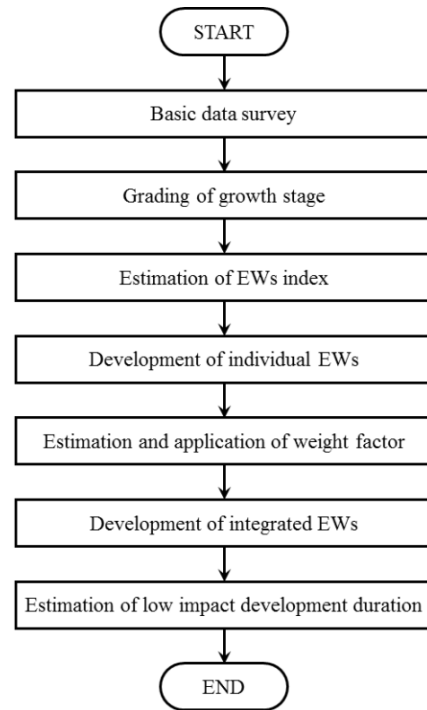 START
Basic data survey
Grading of growth stage
Estimation of EWs index
Development of individual EWs
Estimation and application of weight factor
Development of integrated EWs
Estimation of low impact development duration
END